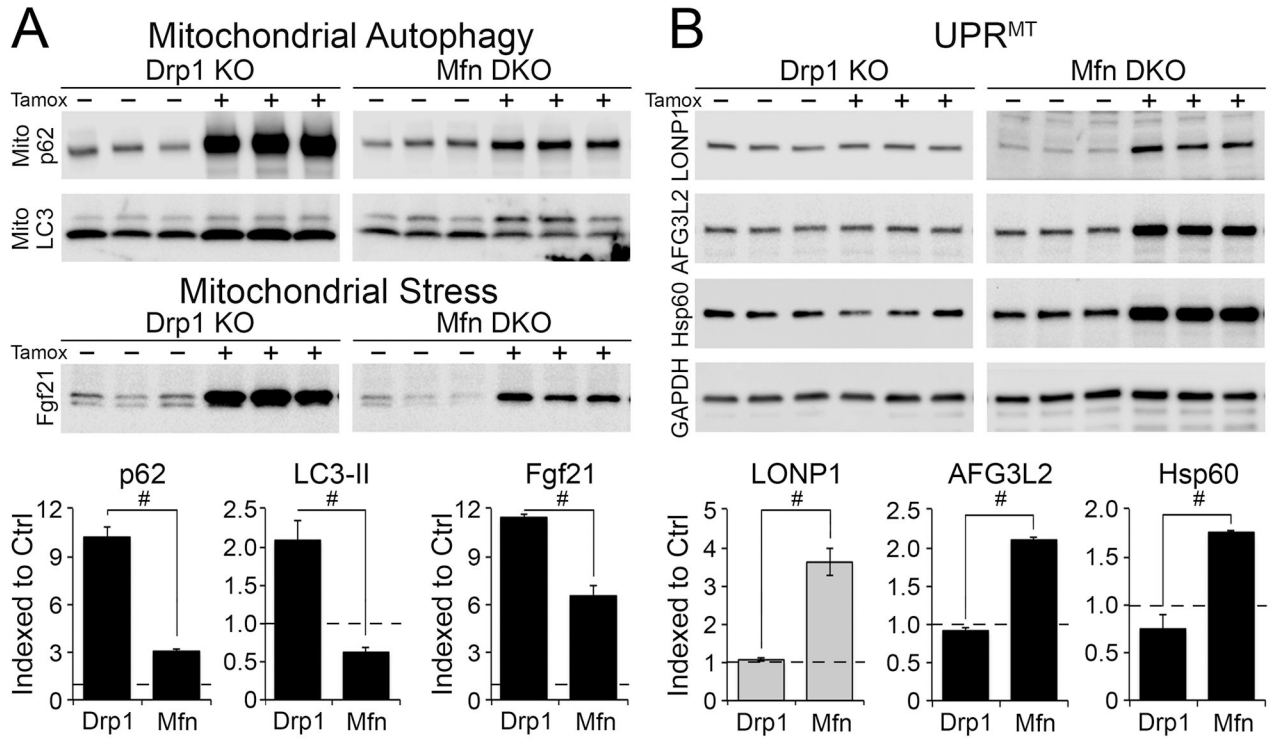 A
Mitochondrial Autophagy
Drp1 KO
Mfn DKO
Tamox − − − + + + − − − + + +
Mito p62
Mito LC3
Mitochondrial Stress
Drp1 KO
Mfn DKO
Tamox − − − + + + − − − + + +
Fgf21
p62
#
Indexed to Ctrl
12
9
6
3
0
Drp1 Mfn
LC3-II
#
2.5
2.0
1.5
1.0
0.5
0
Drp1 Mfn
Fgf21
#
Indexed to Ctrl
12
9
6
3
0
Drp1 Mfn
B
UPRᴹᵀ
Drp1 KO
Mfn DKO
Tamox − − − + + + − − − + + +
LONP1
AFG3L2
Hsp60
GAPDH
LONP1
#
Indexed to Ctrl
5
4
3
2
1
0
Drp1 Mfn
AFG3L2
#
2.5
2.0
1.5
1.0
0.5
0
Drp1 Mfn
Hsp60
#
2.0
1.5
1.0
0.5
0
Drp1 Mfn